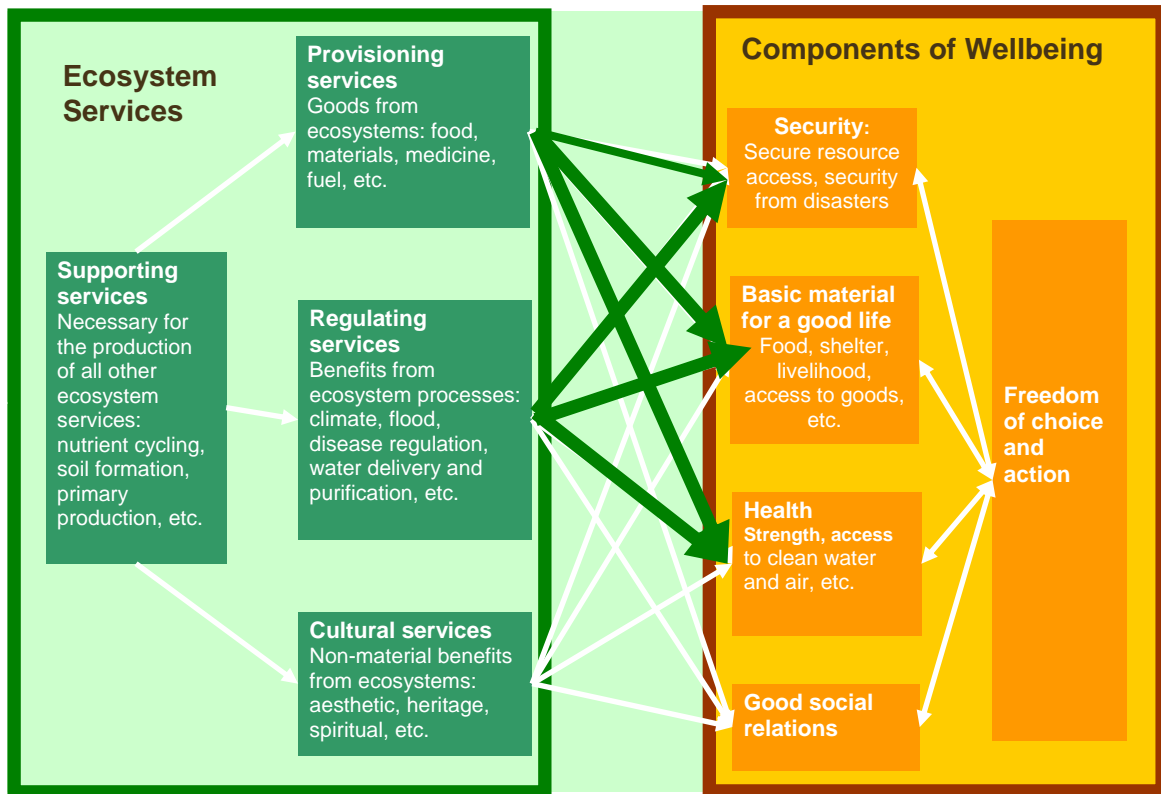 Ecosystem
Services
Provisioning
services
Goods from
ecosystems: food,
materials, medicine,
fuel, etc.
Supporting
services
Necessary for
the production
of all other
ecosystem
services:
nutrient cycling,
soil formation,
primary
production, etc.
Regulating
services
Benefits from
ecosystem processes:
climate, flood,
disease regulation,
water delivery and
purification, etc.
Cultural services
Non-material benefits
from ecosystems:
aesthetic, heritage,
spiritual, etc.
Components of Wellbeing
Security:
Secure resource
access, security
from disasters
Basic material
for a good life
Food, shelter,
livelihood,
access to goods,
etc.
Health
Strength, access
to clean water
and air, etc.
Good social
relations
Freedom
of choice
and
action